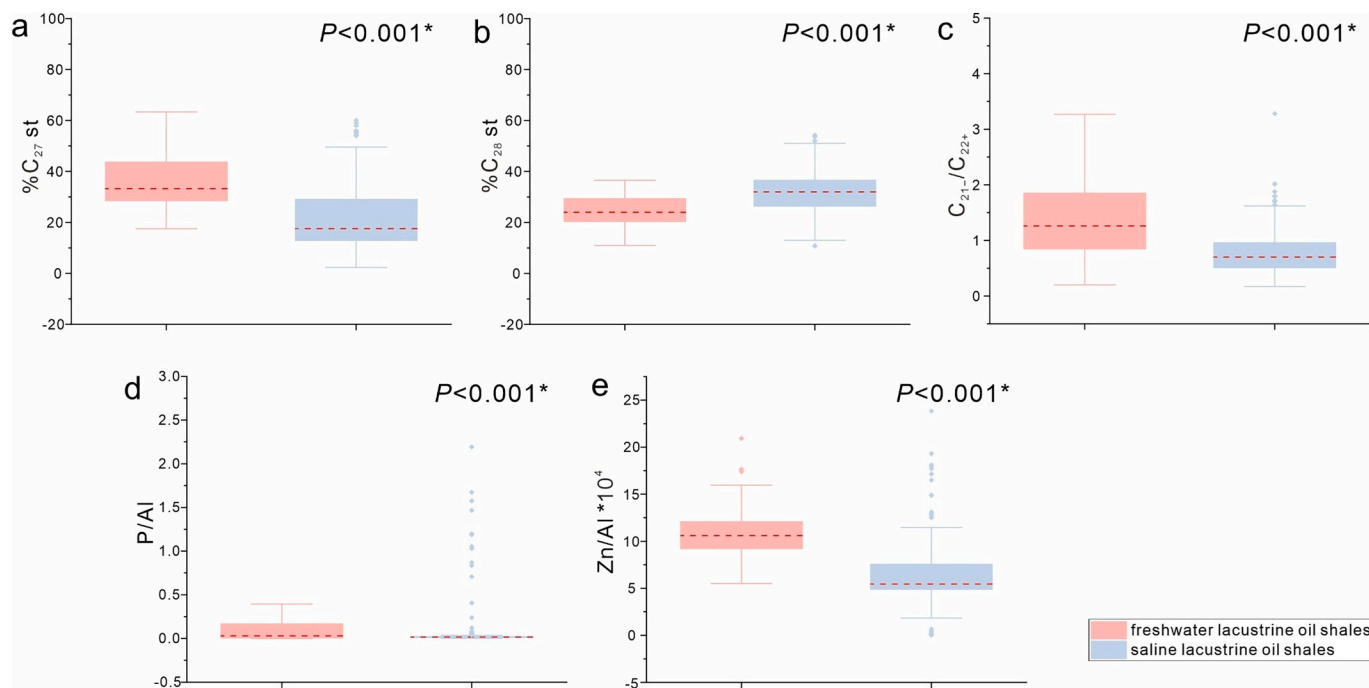 a
P<0.001*
%C₂₇ st
100
80
60
40
20
0
-20
b
P<0.001*
%C₂₈ st
100
80
60
40
20
0
-20
c
P<0.001*
C₂₁₋/C₂₂₊
5
4
3
2
1
0
d
P<0.001*
P/Al
3.0
2.5
2.0
1.5
1.0
0.5
0.0
-0.5
e
P<0.001*
Zn/Al *10⁴
25
20
15
10
5
0
-5
freshwater lacustrine oil shales
saline lacustrine oil shales